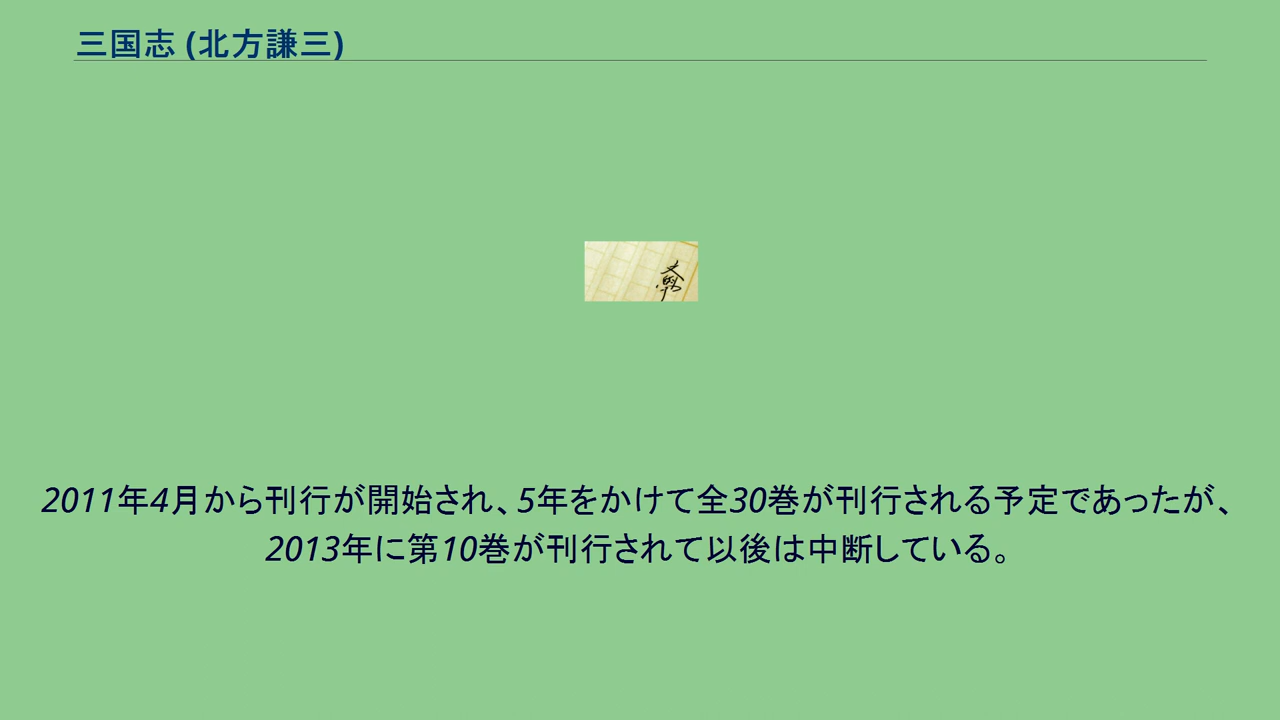 三国志 (北方謙三)
2011年4月から刊行が開始され、5年をかけて全30巻が刊行される予定であったが、
2013年に第10巻が刊行されて以後は中断している。